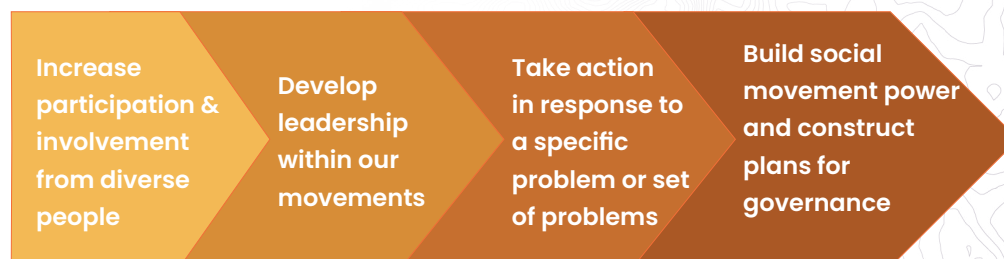 Increase
participation &
involvement
from diverse
people
Develop
leadership
within our
movements
Take action
in response to
a specific
problem or set
of problems
Build social
movement power
and construct
plans for
governance